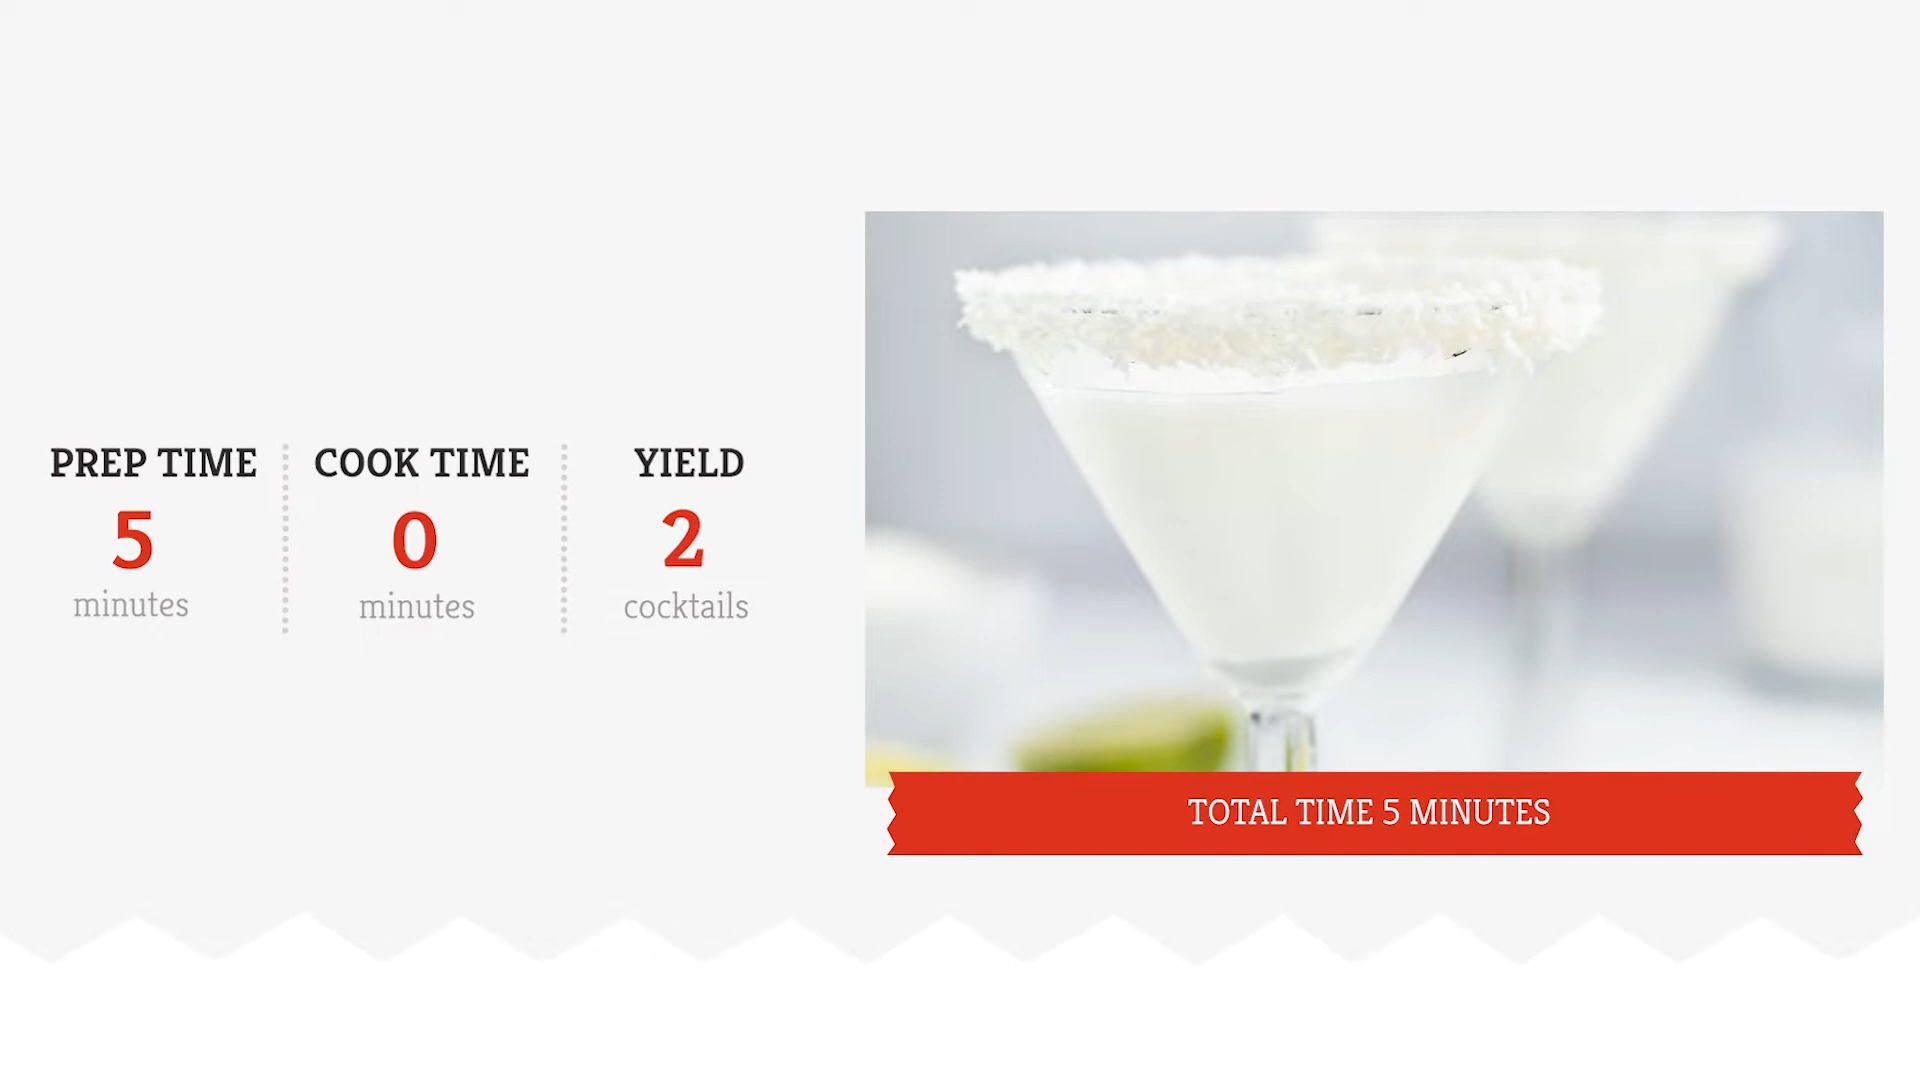 PREP TIME
5
minutes
COOK TIME
0
minutes
YIELD
2
cocktails
TOTAL TIME 5 MINUTES